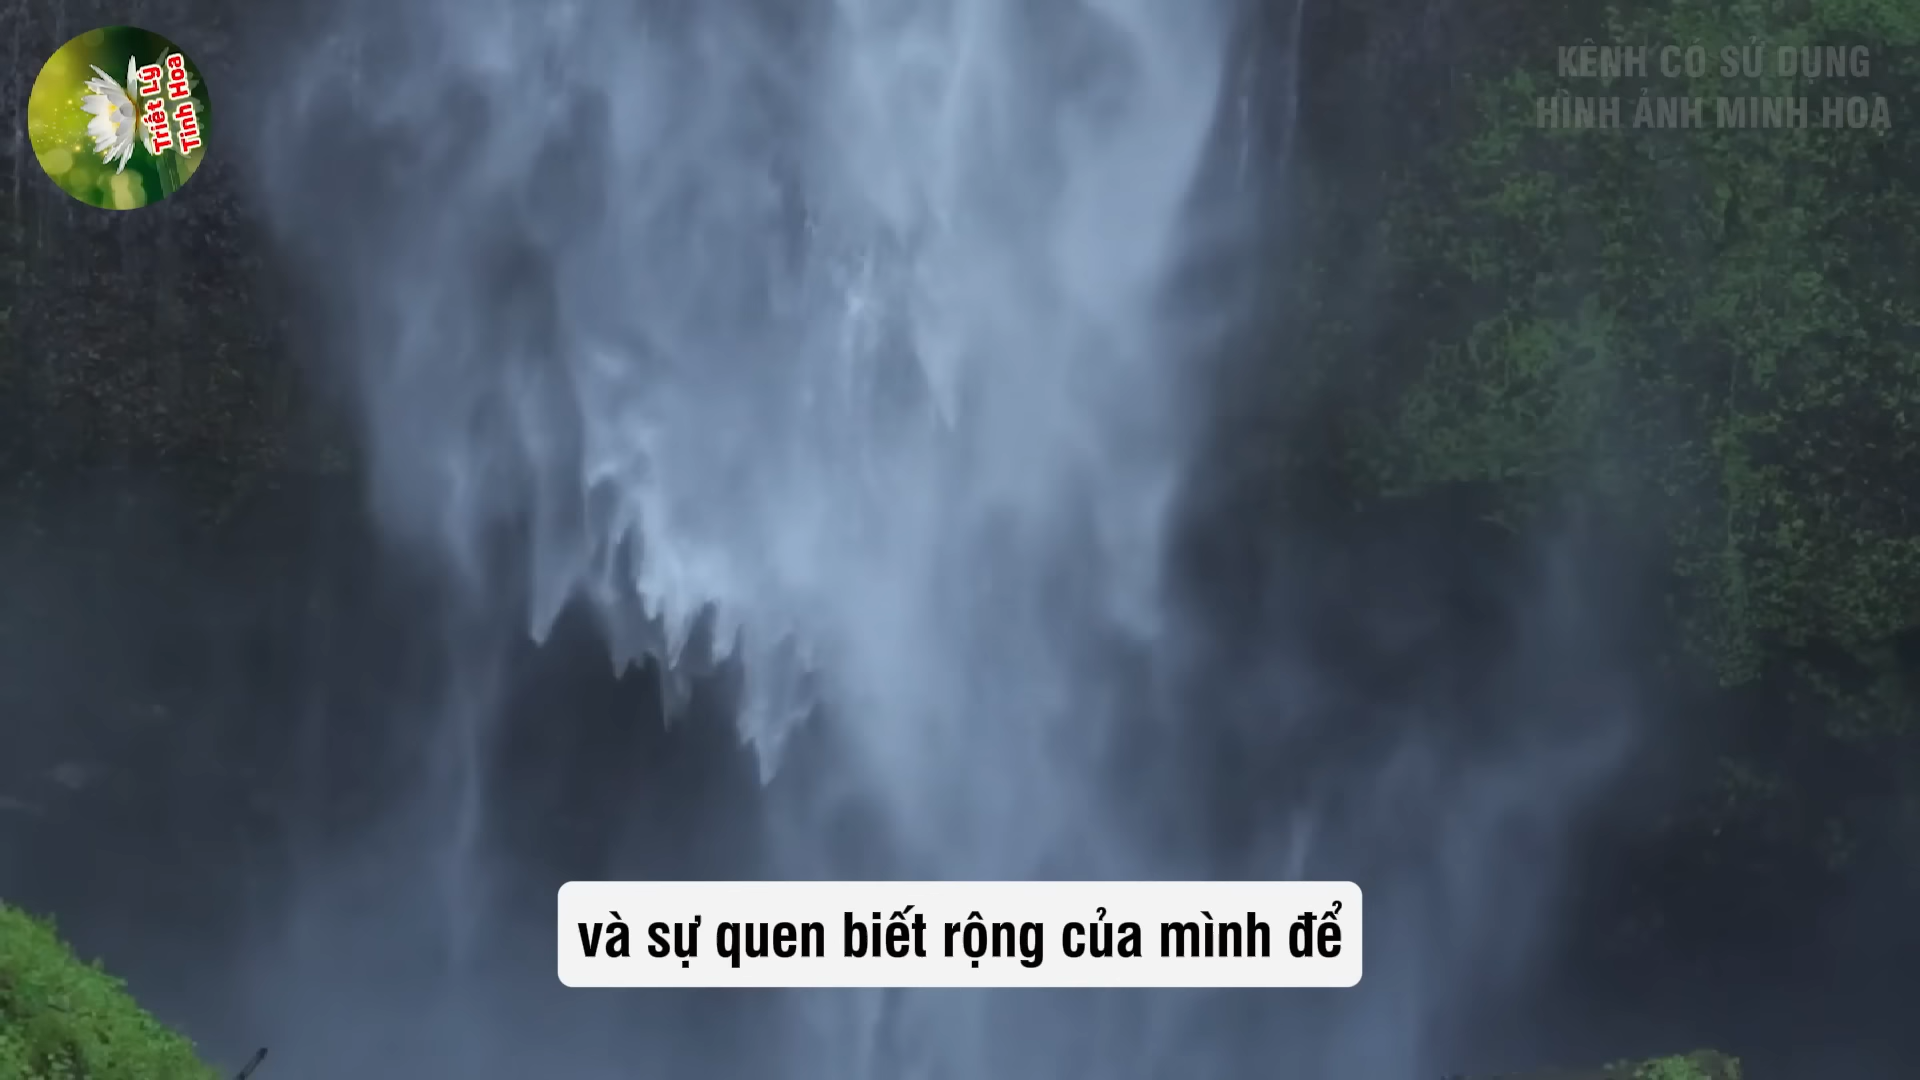 Triết Lý
Tinh Hoa
KÊNH CÓ SỬ DỤNG
HÌNH ẢNH MINH HOẠ
và sự quen biết rộng của mình để